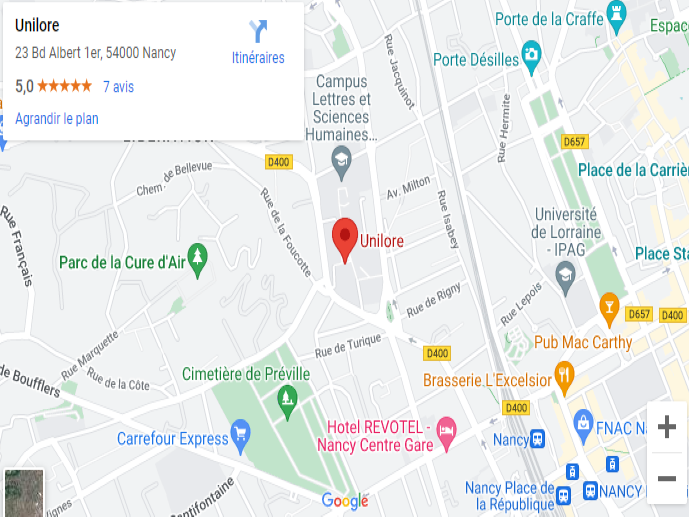 Unilore
23 Bd Albert 1er, 54000 Nancy
5,0
7 avis
Agrandir le plan
Itinéraires
Porte de la Craffe
Espace
Porte Désilles
Rue Jacquinot
Campus
Lettres et
Sciences
Humaines...
Rue Hermite
D657
D400
Chem. de Bellevue
Place de la Carrièr
Av. Milton
Rue de la Foucotte
Rue Isabey
Rue Français
Université
de Lorraine
- IPAG
Unilore
Parc de la Cure d'Air
Place Sta
Rue de Rigny
Rue Lepois
D657
D400
Rue Marquette
Rue de Turique
Pub Mac Carthy
D400
Rue de la Côte
de Boufflers
Cimetière de Préville
Brasserie L'Excelsior
D400
Hotel REVOTEL -
Nancy Centre Gare
Carrefour Express
FNAC Na
Nancy
Nancy Place de
la République
NANCY
Google
+
−